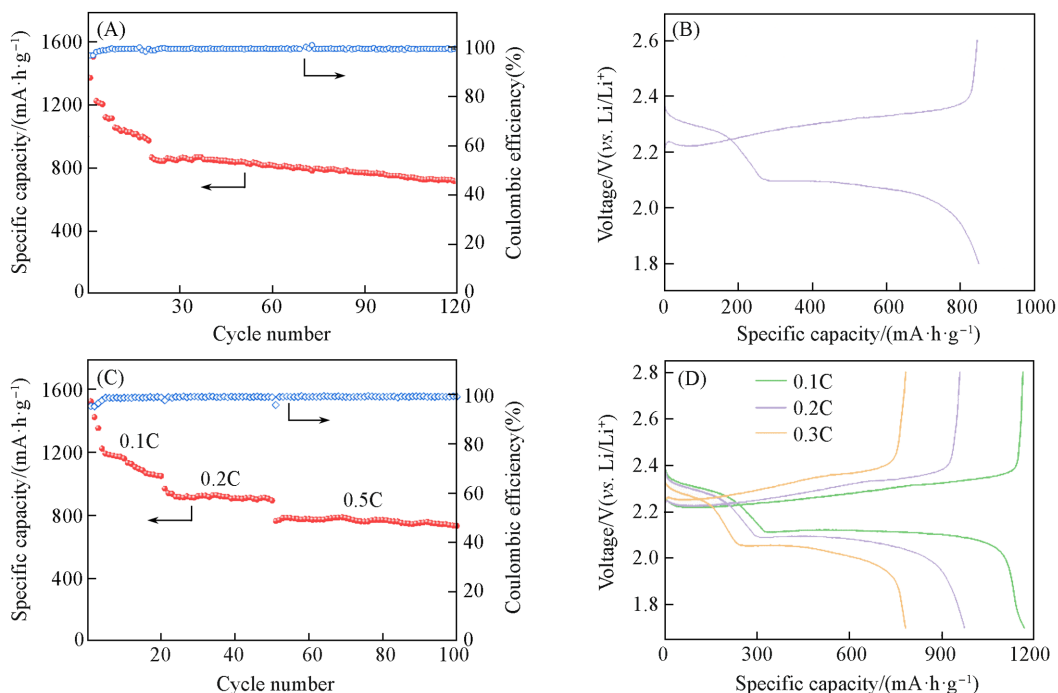 (A)
1600
1200
800
400
0
Specific capacity/(mA·h·g⁻¹)
30
60
90
120
Cycle number
100
80
60
40
20
0
Coulombic efficiency(%)
(B)
2.6
2.4
2.2
2.0
1.8
Voltage/V(vs. Li/Li⁺)
0
200
400
600
800
1000
Specific capacity/(mA·h·g⁻¹)
(C)
1600
1200
800
400
0
Specific capacity/(mA·h·g⁻¹)
0.1C
0.2C
0.5C
20
40
60
80
100
Cycle number
100
80
60
40
20
0
Coulombic efficiency(%)
(D)
0.1C
0.2C
0.3C
2.8
2.6
2.4
2.2
2.0
1.8
Voltage/V(vs. Li/Li⁺)
0
300
600
900
1200
Specific capacity/(mA·h·g⁻¹)